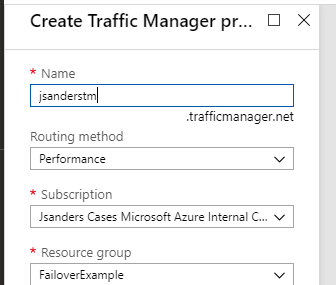 Create Traffic Manager pr...
* Name
jsanderstm
.trafficmanager.net
Routing method
Performance
* Subscription
Jsanders Cases Microsoft Azure Internal C...
* Resource group
FailoverExample